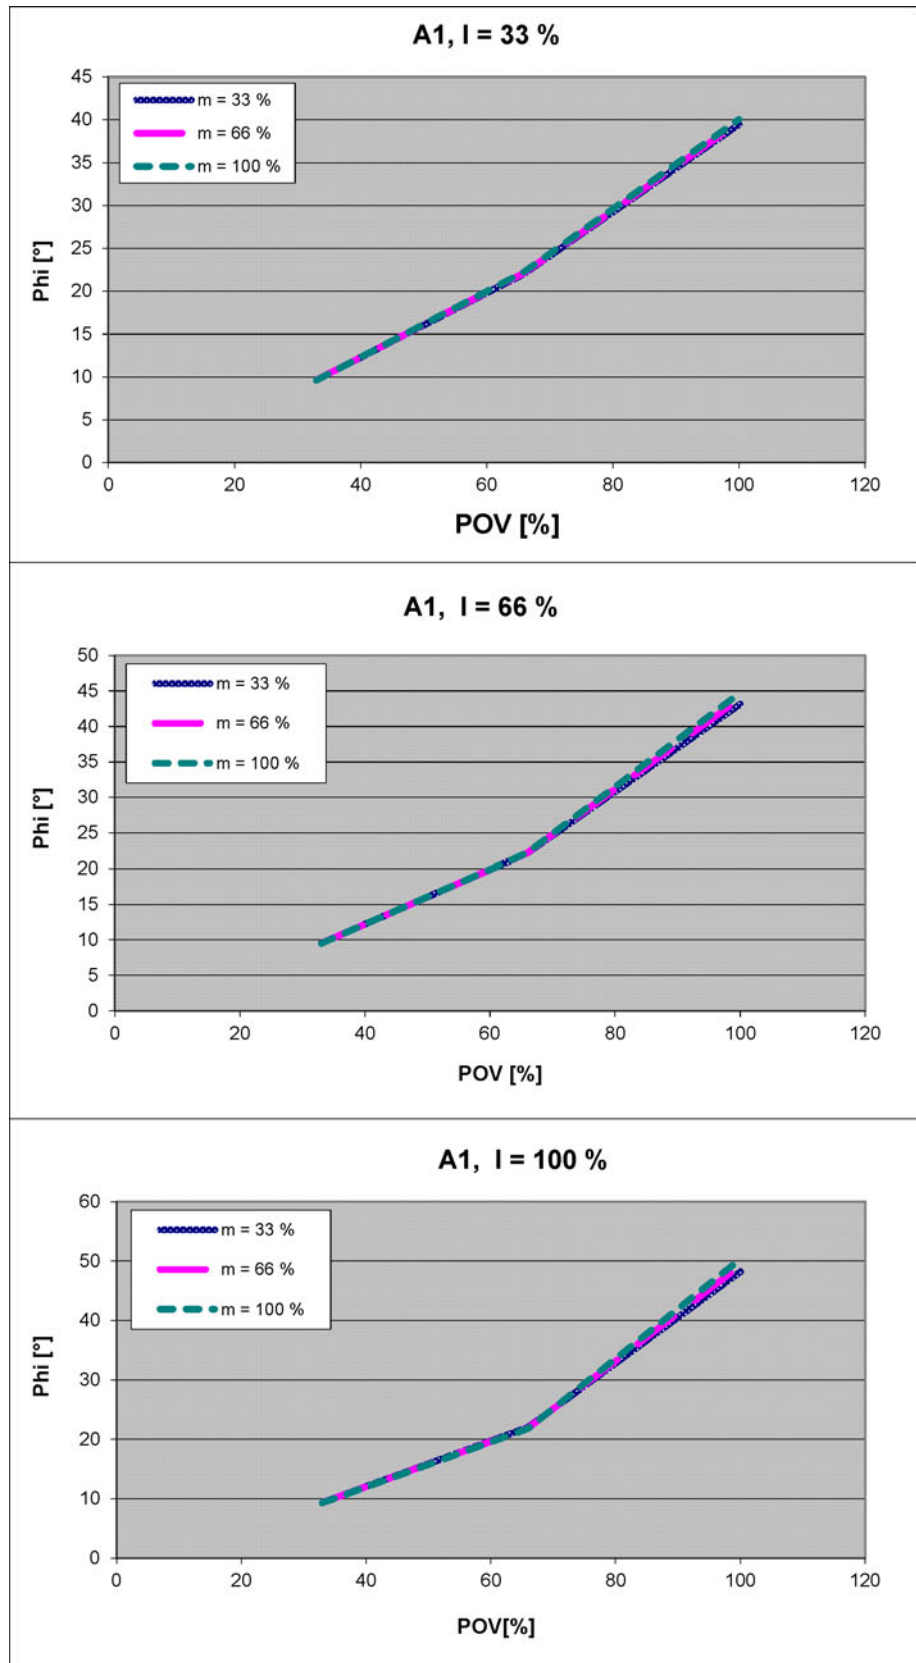 A1, I = 33 %
45
40
35
30
25
20
15
10
5
0
m = 33 %
m = 66 %
m = 100 %
Phi [°]
0 20 40 60 80 100 120
POV [%]
A1, I = 66 %
50
45
40
35
30
25
20
15
10
5
0
m = 33 %
m = 66 %
m = 100 %
Phi [°]
0 20 40 60 80 100 120
POV [%]
A1, I = 100 %
60
50
40
30
20
10
0
m = 33 %
m = 66 %
m = 100 %
Phi [°]
0 20 40 60 80 100 120
POV[%]